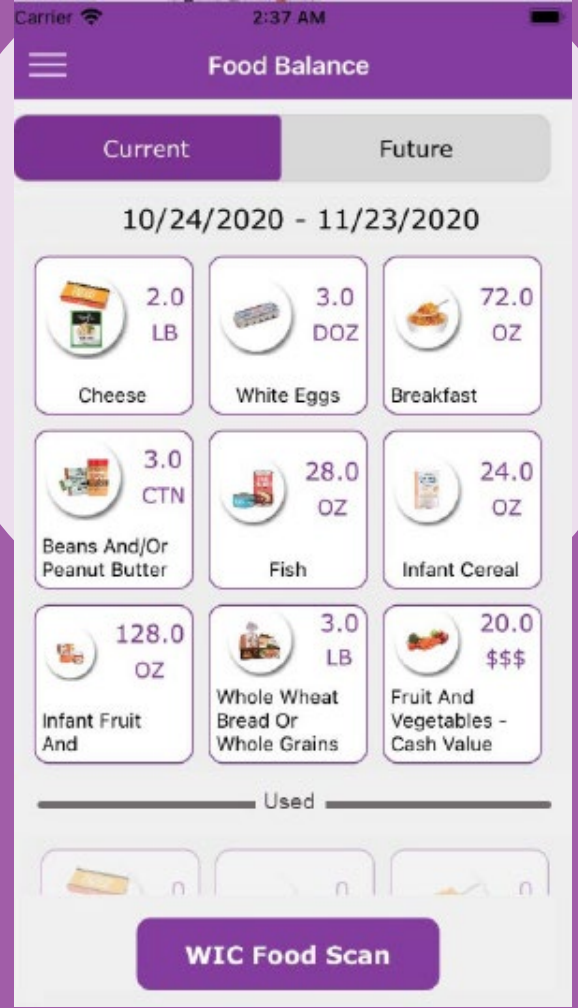 Carrier 2:37 AM
Food Balance
Current Future
10/24/2020 - 11/23/2020
2.0
LB
Cheese
3.0
DOZ
White Eggs
72.0
OZ
Breakfast
3.0
CTN
Beans And/Or
Peanut Butter
28.0
OZ
Fish
24.0
OZ
Infant Cereal
128.0
OZ
Infant Fruit
And
3.0
LB
Whole Wheat
Bread Or
Whole Grains
20.0
$$$
Fruit And
Vegetables -
Cash Value
Used
WIC Food Scan